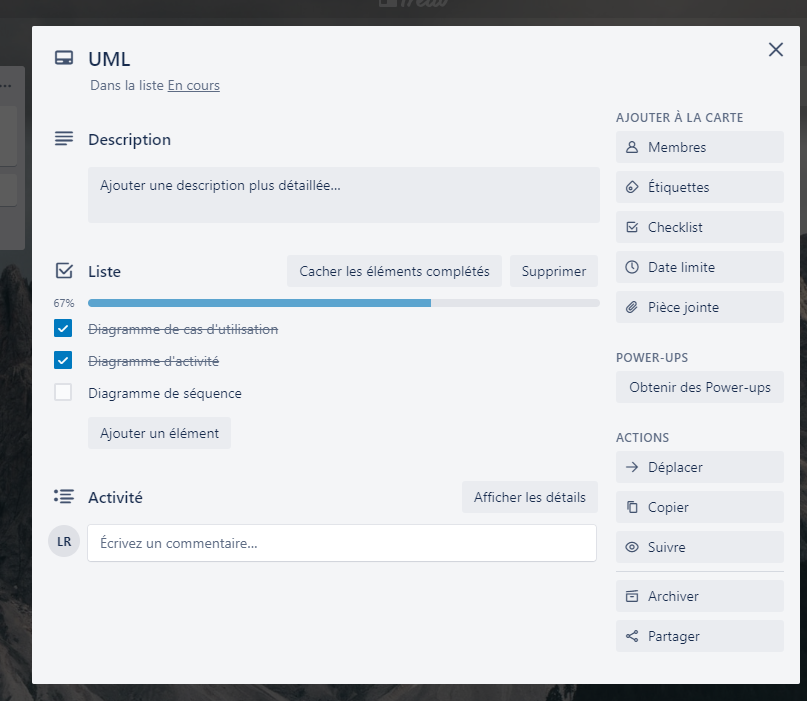 UML
Dans la liste En cours
Description
Ajouter une description plus détaillée...
Liste
Cacher les éléments complétés
Supprimer
67%
Diagramme de cas d'utilisation
Diagramme d'activité
Diagramme de séquence
Ajouter un élément
Activité
Afficher les détails
LR
Écrivez un commentaire...
AJOUTER À LA CARTE
Membres
Étiquettes
Checklist
Date limite
Pièce jointe
POWER-UPS
Obtenir des Power-ups
ACTIONS
Déplacer
Copier
Suivre
Archiver
Partager